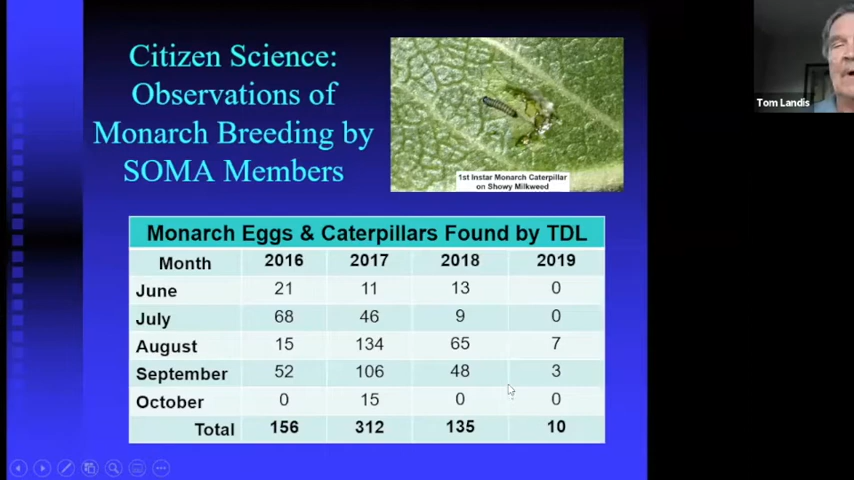 Citizen Science:
Observations of
Monarch Breeding by
SOMA Members
1st Instar Monarch Caterpillar
on Showy Milkweed
Tom Landis
Monarch Eggs & Caterpillars Found by TDL
Month 2016 2017 2018 2019
June 21 11 13 0
July 68 46 9 0
August 15 134 65 7
September 52 106 48 3
October 0 15 0 0
Total 156 312 135 10